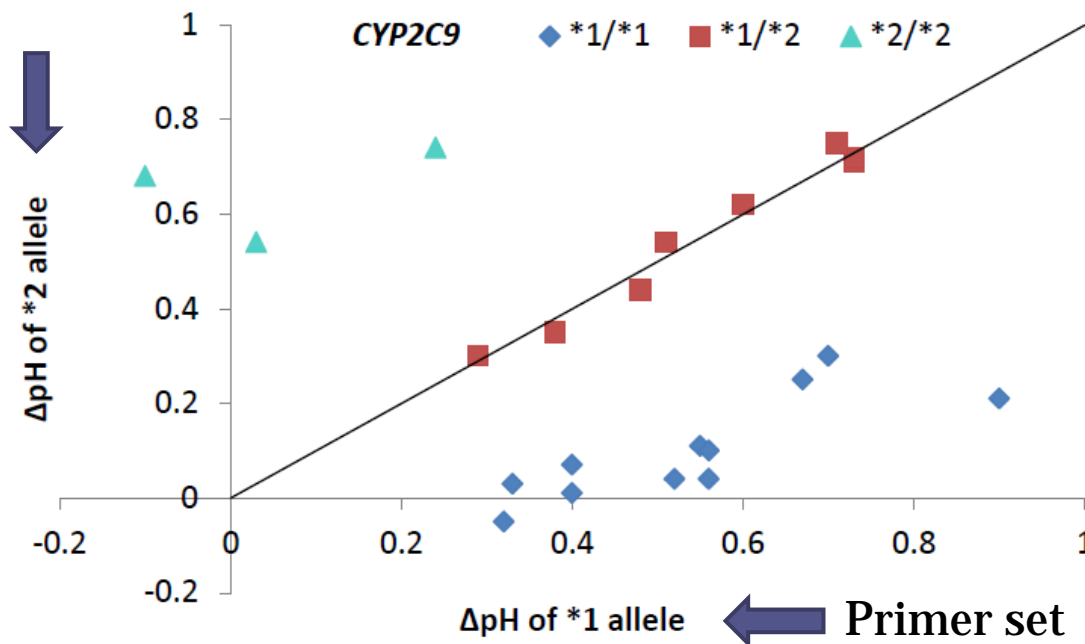 CYP2C9 *1/*1 *1/*2 *2/*2
1
0.8
0.6
0.4
0.2
0
-0.2
ΔpH of *2 allele
-0.2 0 0.2 0.4 0.6 0.8 1
ΔpH of *1 allele
Primer set